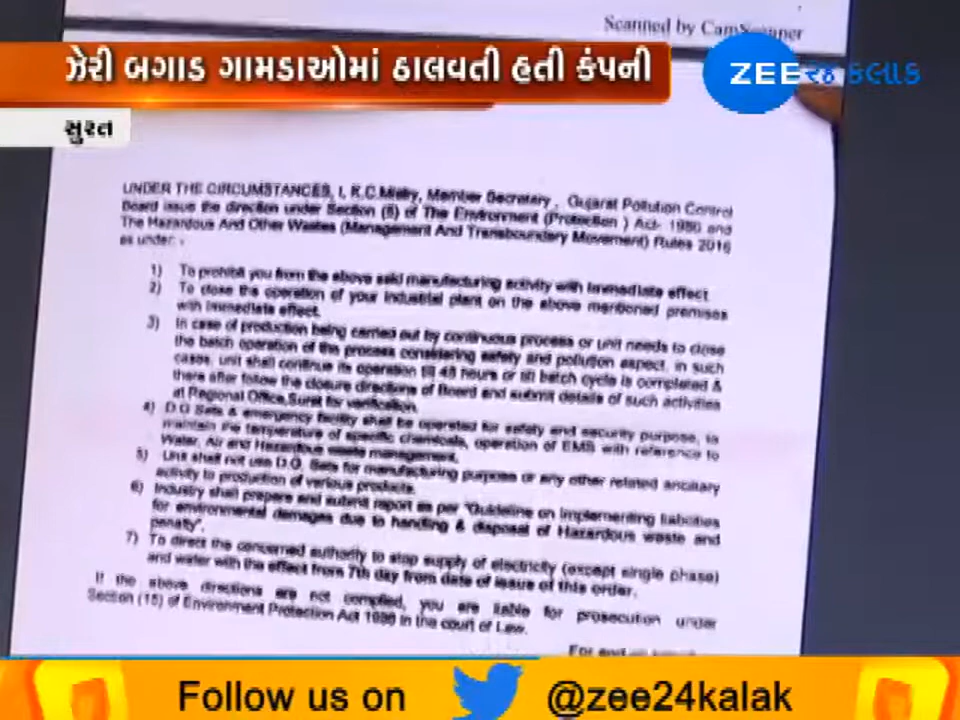 Scanned by CamScanner
ઝેરી બગાડ ગામડાઓમાં ઠાલવતી હતી કંપની
ZEE ૨૪ કલાક
સુરત
UNDER THE CIRCUMSTANCES, I, K.C.Mistry, Member Secretary, Gujarat Pollution Control
Board issue the direction under Section (5) of The Environment (Protection ) Act- 1986 and
The Hazardous And Other Wastes (Management And Transboundary Movement) Rules 2016
as under: -
1) To prohibit you from the above said manufacturing activity with immediate effect.
2) To close the operation of your industrial plant on the above mentioned premises
with immediate effect.
3) In case of production being carried out by continuous process or unit needs to close
the batch operation of the process considering safety and pollution aspect, in such
cases, unit shall continue its operation till 48 hours or till batch cycle is completed &
there after follow the closure directions of Board and submit details of such activities
at Regional Office, Surat for verification.
4) D.G Sets & emergency facility shall be operated for safety and security purpose, to
maintain the temperature of specific chemicals, operation of EMS with reference to
Water, Air and Hazardous waste management.
5) Unit shall not use D.G. Sets for manufacturing purpose or any other related ancillary
activity to production of various products.
6) Industry shall prepare and submit report as per "Guideline on Implementing liabilities
for environmental damages due to handling & disposal of Hazardous waste and
penalty".
7) To direct the concerned authority to stop supply of electricity (except single phase)
and water with the effect from 7th day from date of issue of this order.
If the above directions are not complied, you are liable for prosecution under
Section (15) of Environment Protection Act 1986 in the court of Law.
For and
Follow us on @zee24kalak